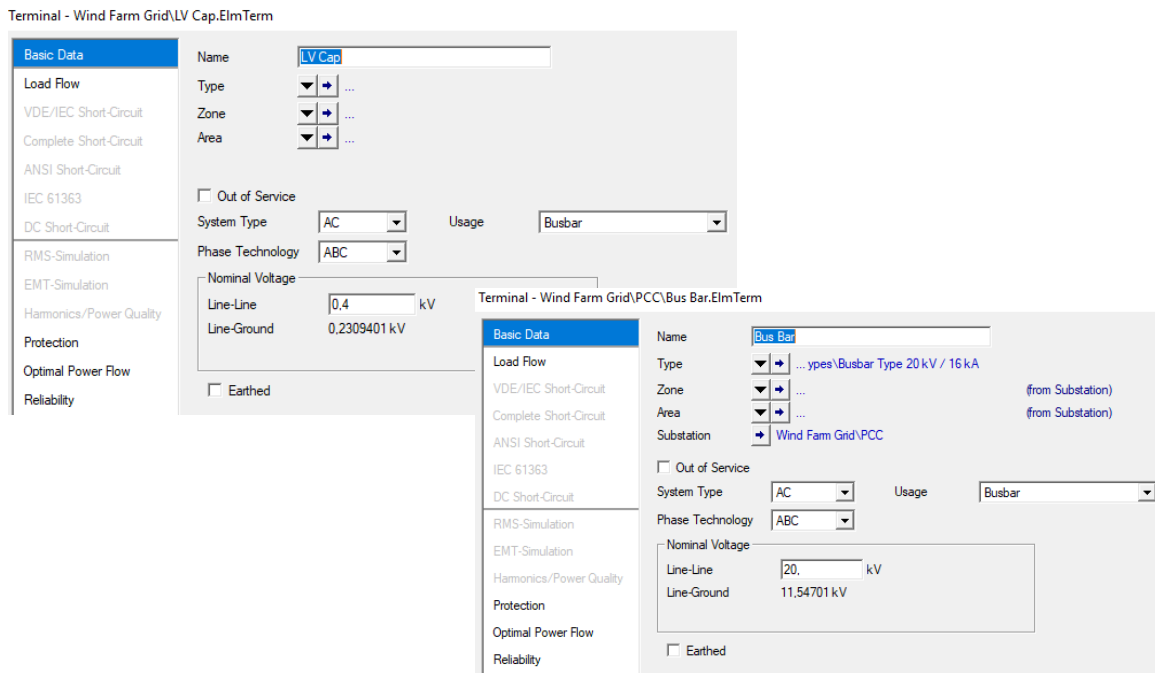 Terminal - Wind Farm Grid\LV Cap.ElmTerm
Basic Data
Load Flow
VDE/IEC Short-Circuit
Complete Short-Circuit
ANSI Short-Circuit
IEC 61363
DC Short-Circuit
RMS-Simulation
EMT-Simulation
Harmonics/Power Quality
Protection
Optimal Power Flow
Reliability
Name LV Cap
Type ...
Zone ...
Area ...
Out of Service
System Type AC Usage Busbar
Phase Technology ABC
Nominal Voltage
Line-Line 0,4 kV
Line-Ground 0,2309401 kV
Earthed
Terminal - Wind Farm Grid\PCC\Bus Bar.ElmTerm
Basic Data
Load Flow
VDE/IEC Short-Circuit
Complete Short-Circuit
ANSI Short-Circuit
IEC 61363
DC Short-Circuit
RMS-Simulation
EMT-Simulation
Harmonics/Power Quality
Protection
Optimal Power Flow
Reliability
Name Bus Bar
Type ... ypes\Busbar Type 20 kV / 16 kA
Zone ... (from Substation)
Area ... (from Substation)
Substation Wind Farm Grid\PCC
Out of Service
System Type AC Usage Busbar
Phase Technology ABC
Nominal Voltage
Line-Line 20, kV
Line-Ground 11,54701 kV
Earthed